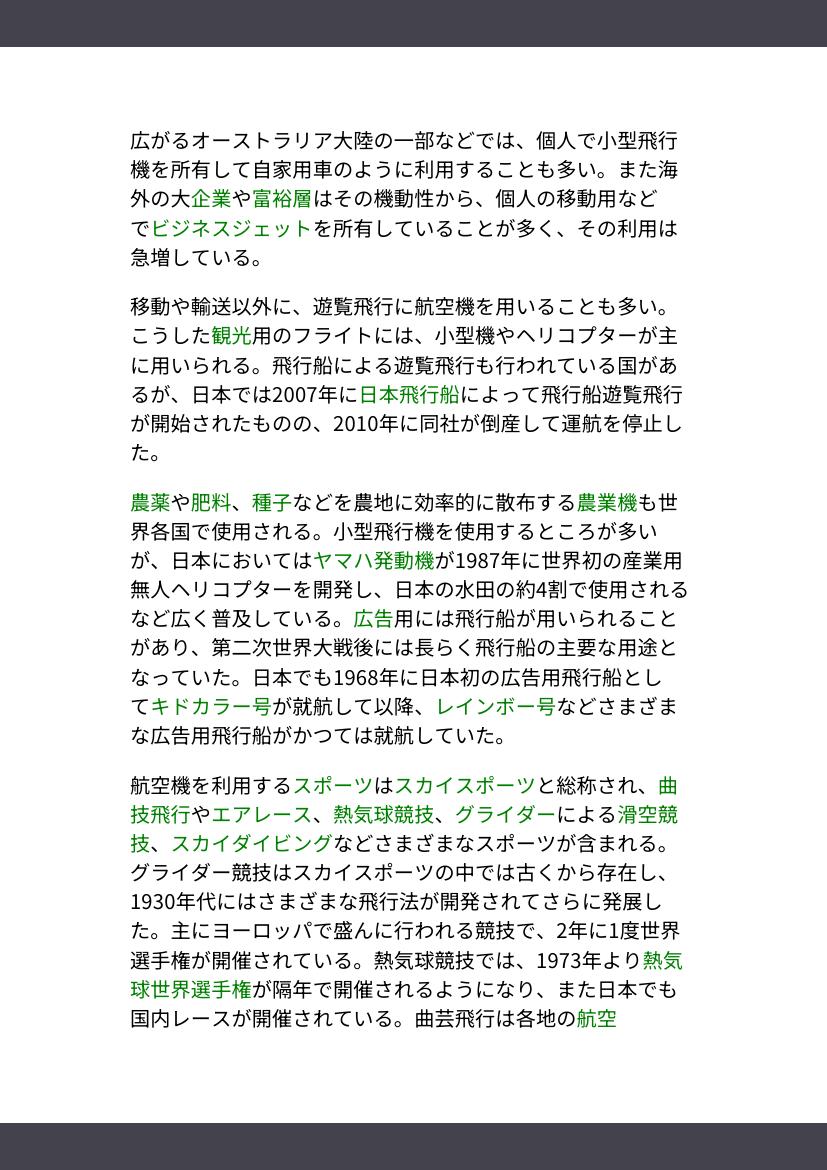 広がるオーストラリア大陸の一部などでは、個人で小型飛行
機を所有して自家用車のように利用することも多い。また海
外の大企業や富裕層はその機動性から、個人の移動用など
でビジネスジェットを所有していることが多く、その利用は
急増している。
移動や輸送以外に、遊覧飛行に航空機を用いることも多い。
こうした観光用のフライトには、小型機やヘリコプターが主
に用いられる。飛行船による遊覧飛行も行われている国があ
るが、日本では2007年に日本飛行船によって飛行船遊覧飛行
が開始されたものの、2010年に同社が倒産して運航を停止し
た。
農薬や肥料、種子などを農地に効率的に散布する農業機も世
界各国で使用される。小型飛行機を使用するところが多い
が、日本においてはヤマハ発動機が1987年に世界初の産業用
無人ヘリコプターを開発し、日本の水田の約4割で使用される
など広く普及している。広告用には飛行船が用いられること
があり、第二次世界大戦後には長らく飛行船の主要な用途と
なっていた。日本でも1968年に日本初の広告用飛行船とし
てキドカラー号が就航して以降、レインボー号などさまざま
な広告用飛行船がかつては就航していた。
航空機を利用するスポーツはスカイスポーツと総称され、曲
技飛行やエアレース、熱気球競技、グライダーによる滑空競
技、スカイダイビングなどさまざまなスポーツが含まれる。
グライダー競技はスカイスポーツの中では古くから存在し、
1930年代にはさまざまな飛行法が開発されてさらに発展し
た。主にヨーロッパで盛んに行われる競技で、2年に1度世界
選手権が開催されている。熱気球競技では、1973年より熱気
球世界選手権が隔年で開催されるようになり、また日本でも
国内レースが開催されている。曲芸飛行は各地の航空